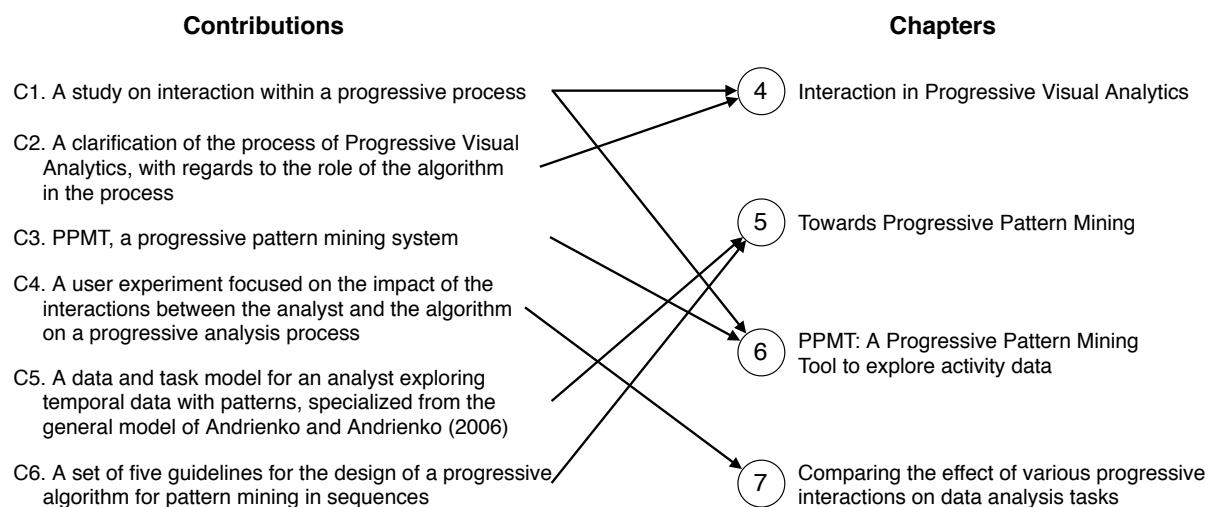 Contributions
C1. A study on interaction within a progressive process
C2. A clarification of the process of Progressive Visual
Analytics, with regards to the role of the algorithm
in the process
C3. PPMT, a progressive pattern mining system
C4. A user experiment focused on the impact of the
interactions between the analyst and the algorithm
on a progressive analysis process
C5. A data and task model for an analyst exploring
temporal data with patterns, specialized from the
general model of Andrienko and Andrienko (2006)
C6. A set of five guidelines for the design of a progressive
algorithm for pattern mining in sequences
Chapters
4 Interaction in Progressive Visual Analytics
5 Towards Progressive Pattern Mining
6 PPMT: A Progressive Pattern Mining
Tool to explore activity data
7 Comparing the effect of various progressive
interactions on data analysis tasks